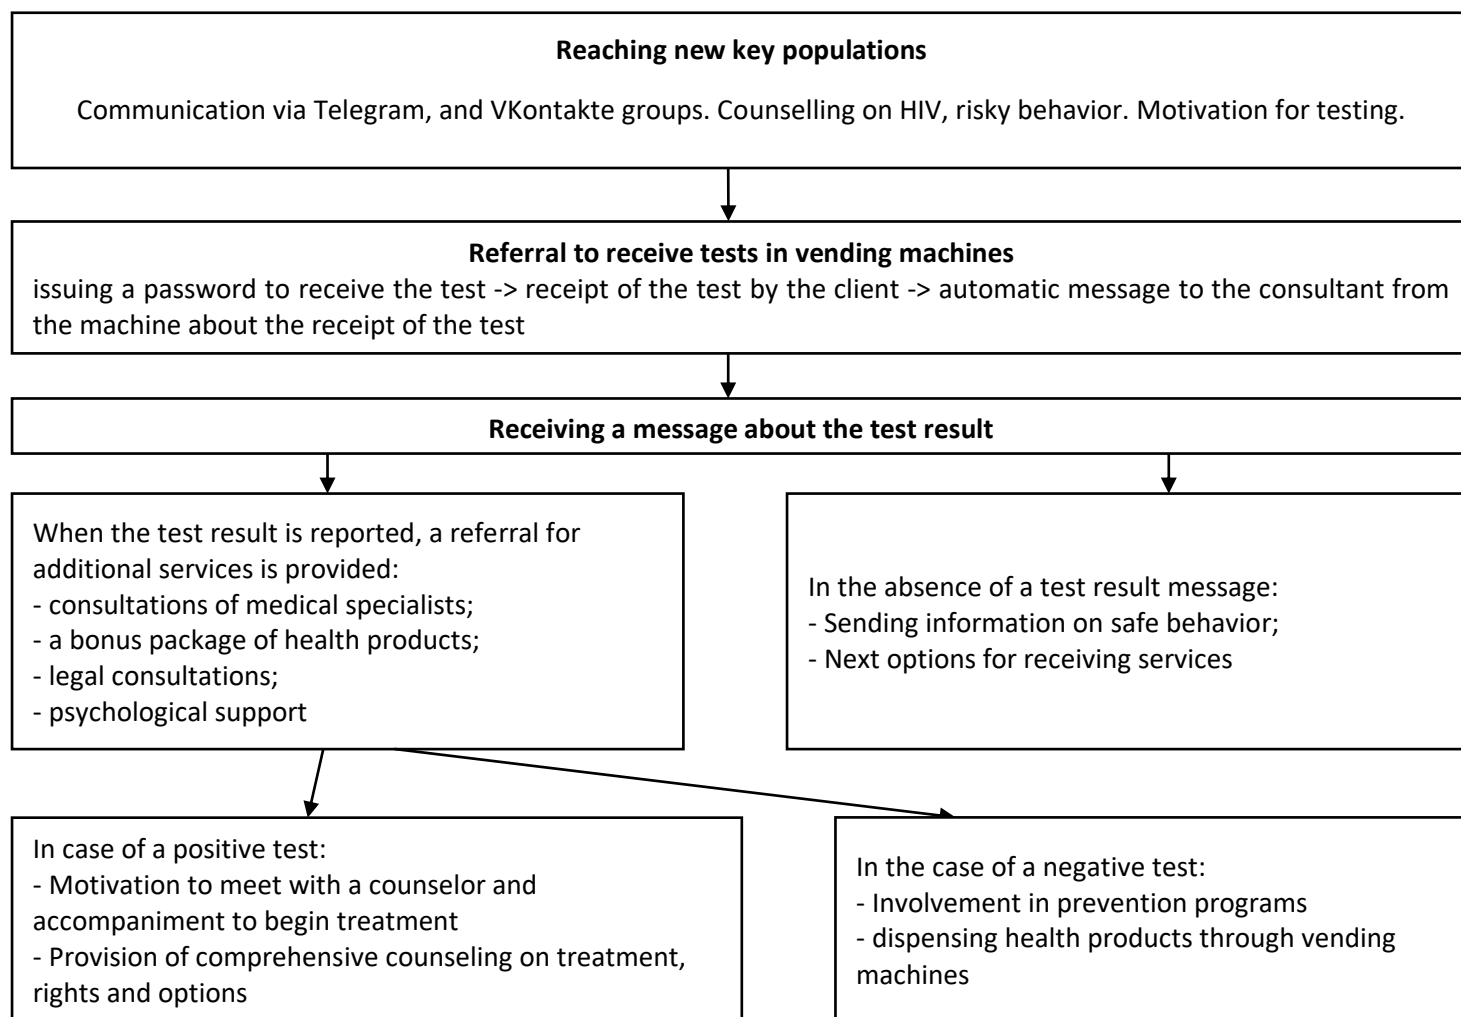 Reaching new key populations
Communication via Telegram, and VKontakte groups. Counselling on HIV, risky behavior. Motivation for testing.
Referral to receive tests in vending machines
issuing a password to receive the test -> receipt of the test by the client -> automatic message to the consultant from
the machine about the receipt of the test
Receiving a message about the test result
When the test result is reported, a referral for
additional services is provided:
- consultations of medical specialists;
- a bonus package of health products;
- legal consultations;
- psychological support
In the absence of a test result message:
- Sending information on safe behavior;
- Next options for receiving services
In case of a positive test:
- Motivation to meet with a counselor and
accompaniment to begin treatment
- Provision of comprehensive counseling on treatment,
rights and options
In the case of a negative test:
- Involvement in prevention programs
- dispensing health products through vending
machines